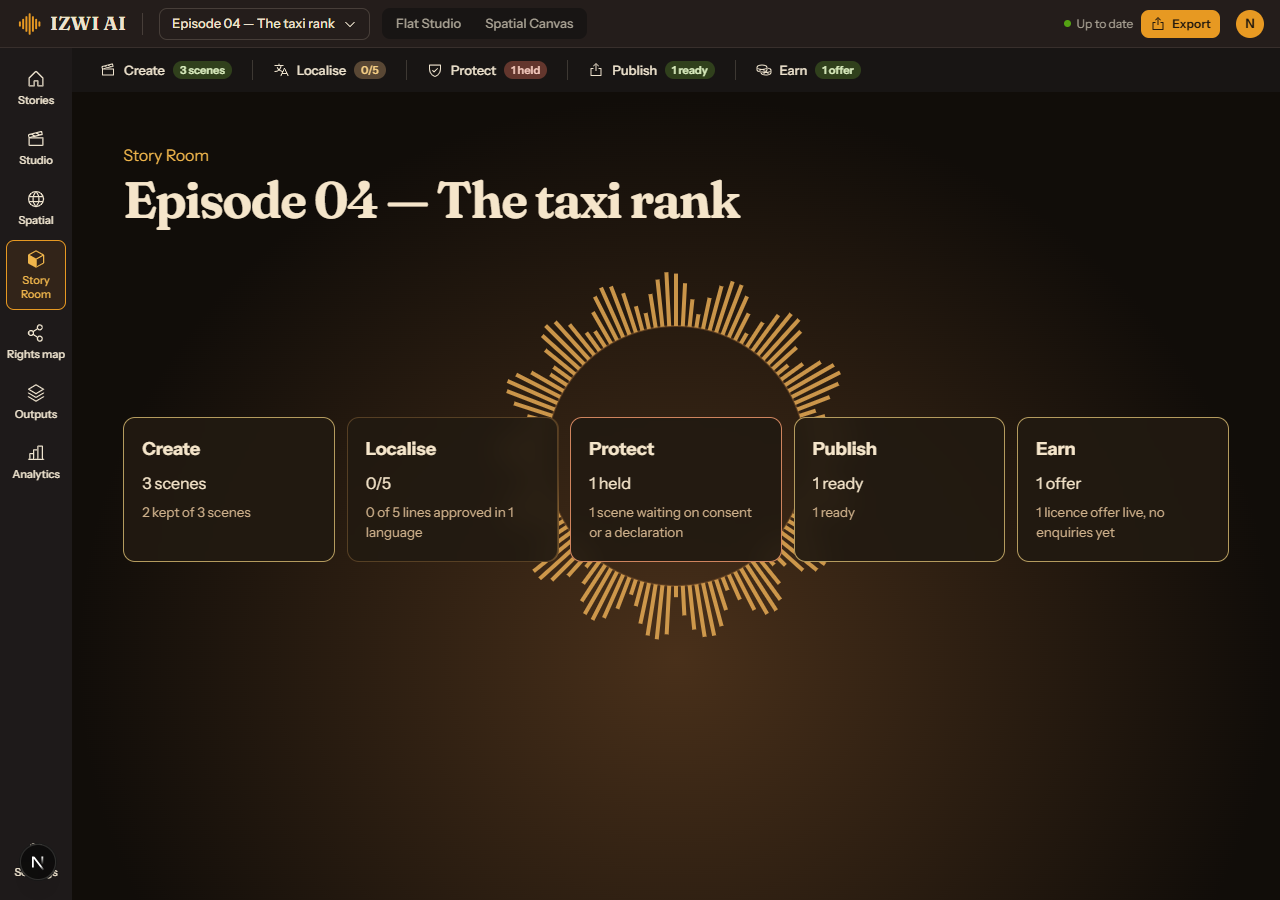 IZWI AI
Episode 04 — The taxi rank
Flat Studio
Spatial Canvas
Up to date
Export
N
Create
3 scenes
Localise
0/5
Protect
1 held
Publish
1 ready
Earn
1 offer
Stories
Studio
Spatial
Story
Room
Rights map
Outputs
Analytics
N
Story Room
Episode 04 — The taxi rank
Create
3 scenes
2 kept of 3 scenes
Localise
0/5
0 of 5 lines approved in 1
language
Protect
1 held
1 scene waiting on consent
or a declaration
Publish
1 ready
1 ready
Earn
1 offer
1 licence offer live, no
enquiries yet